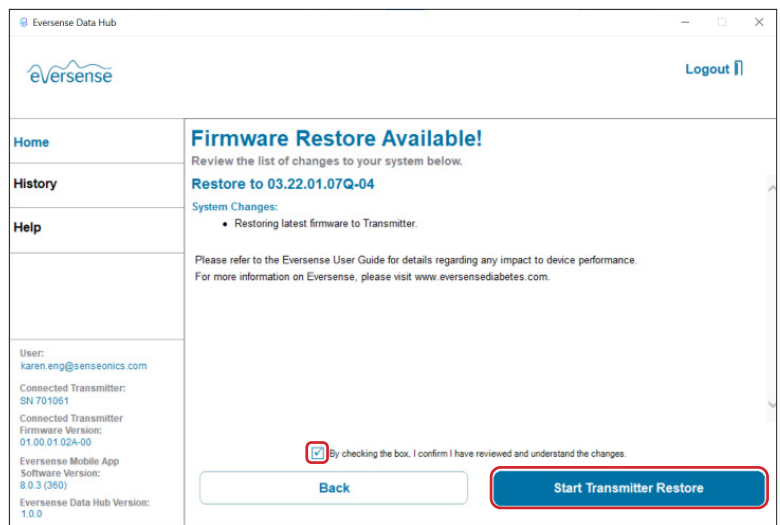 Eversense Data Hub
eversense
Logout
Home
History
Help
Firmware Restore Available!
Review the list of changes to your system below.
Restore to 03.22.01.07Q-04
System Changes:
• Restoring latest firmware to Transmitter.
Please refer to the Eversense User Guide for details regarding any impact to device performance.
For more information on Eversense, please visit www.eversensediabetes.com.
User:
karen.eng@senseonics.com
Connected Transmitter:
SN 701061
Connected Transmitter
Firmware Version:
01.00.01.02A-00
Eversense Mobile App
Software Version:
8.0.3 (360)
Eversense Data Hub Version:
1.0.0
By checking the box, I confirm I have reviewed and understand the changes.
Back
Start Transmitter Restore